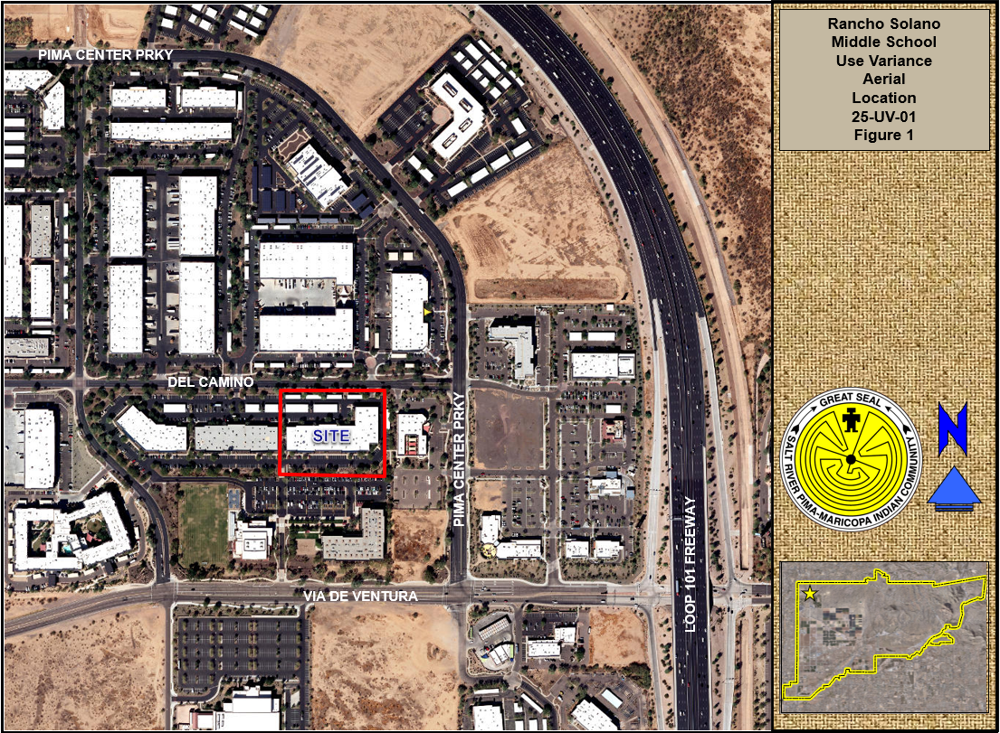 Rancho Solano
Middle School
Use Variance
Aerial
Location
25-UV-01
Figure 1
PIMA CENTER PRKY
DEL CAMINO
SITE
PIMA CENTER PRKY
VIA DE VENTURA
LOOP 101 FREEWAY
GREAT SEAL
SALT RIVER PIMA-MARICOPA INDIAN COMMUNITY
N